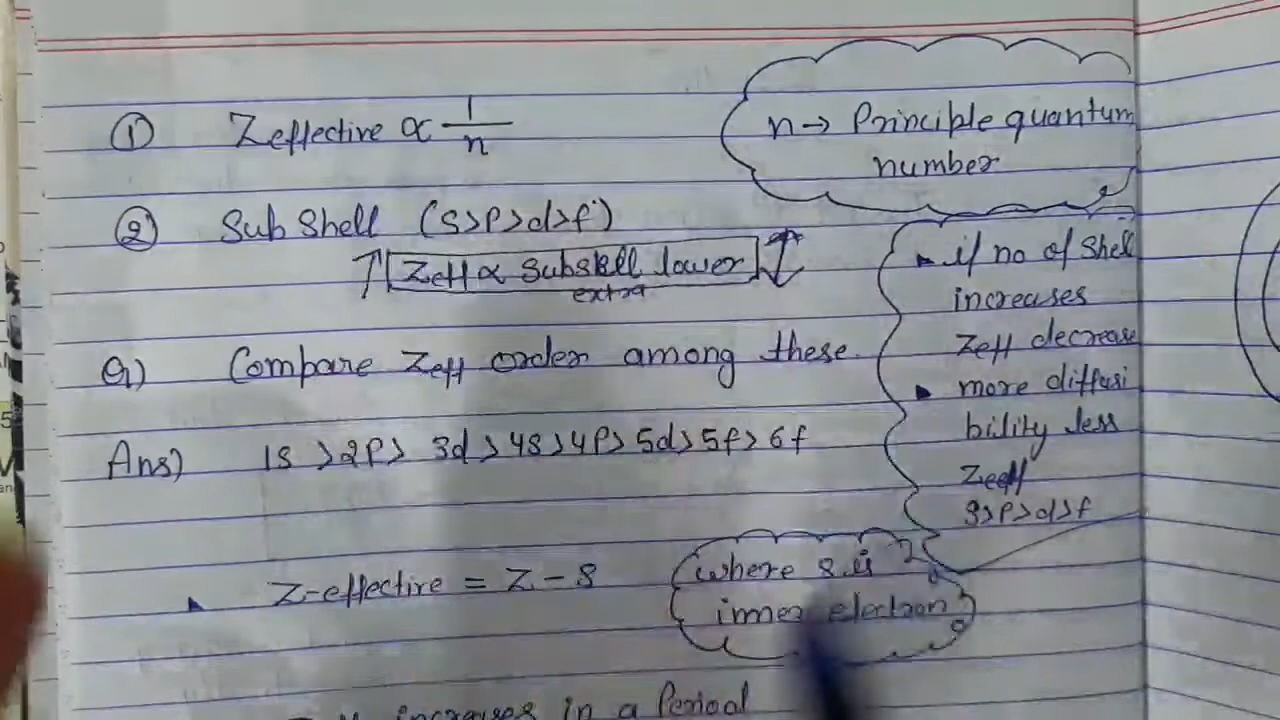 ① Zeffective ∝ 1/n
n → Principle quantum
number
② Sub Shell (s>p>d>f)
↑ Zeff ∝ Subshell lower ↕
extra
▸ if no of shell
increases
Zeff decrease
▸ more diffusi
bility less
Zeff
s>p>d>f
Q1) Compare Zeff order among these.
Ans) 1s >2p> 3d >4s>4p>5d>5f>6f
▸ Z-effective = Z - S
where s is
inner electron
increases in a Period